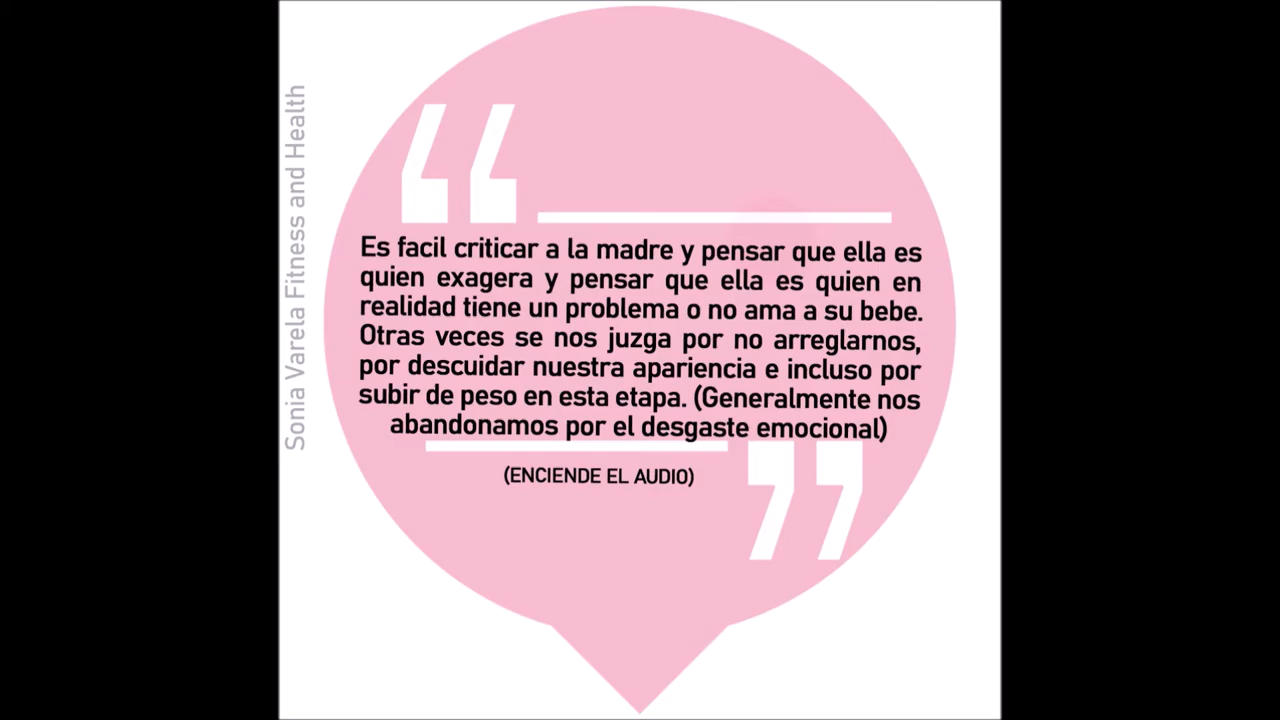 Sonia Varela Fitness and Health
Es facil criticar a la madre y pensar que ella es
quien exagera y pensar que ella es quien en
realidad tiene un problema o no ama a su bebe.
Otras veces se nos juzga por no arreglarnos,
por descuidar nuestra apariencia e incluso por
subir de peso en esta etapa. (Generalmente nos
abandonamos por el desgaste emocional)
(ENCIENDE EL AUDIO)